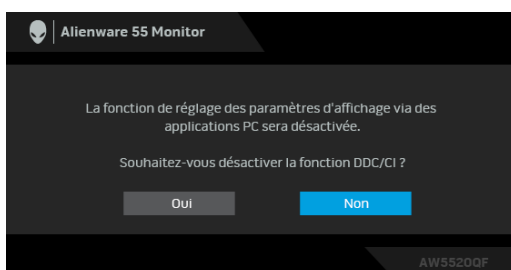 Alienware 55 Monitor
La fonction de réglage des paramètres d'affichage via des
applications PC sera désactivée.
Souhaitez-vous désactiver la fonction DDC/CI ?
Oui
Non
AW5520QF